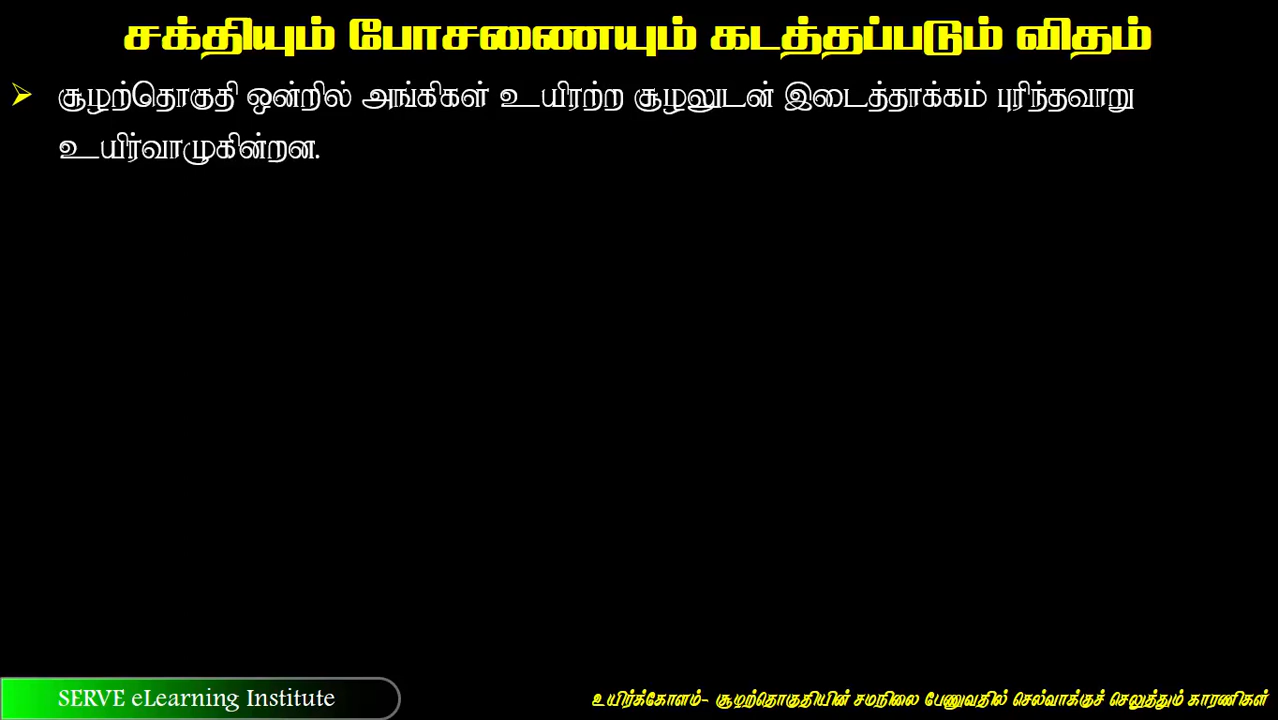 சக்தியும் போசணையும் கடத்தப்படும் விதம்
➢ சூழற்தொகுதி ஒன்றில் அங்கிகள் உயிரற்ற சூழலுடன் இடைத்தாக்கம் புரிந்தவாறு
உயிர்வாழுகின்றன.
SERVE eLearning Institute
உயிர்க்கோளம்- சூழற்தொகுதியின் சமநிலை பேணுவதில் செல்வாக்குச் செலுத்தும் காரணிகள்